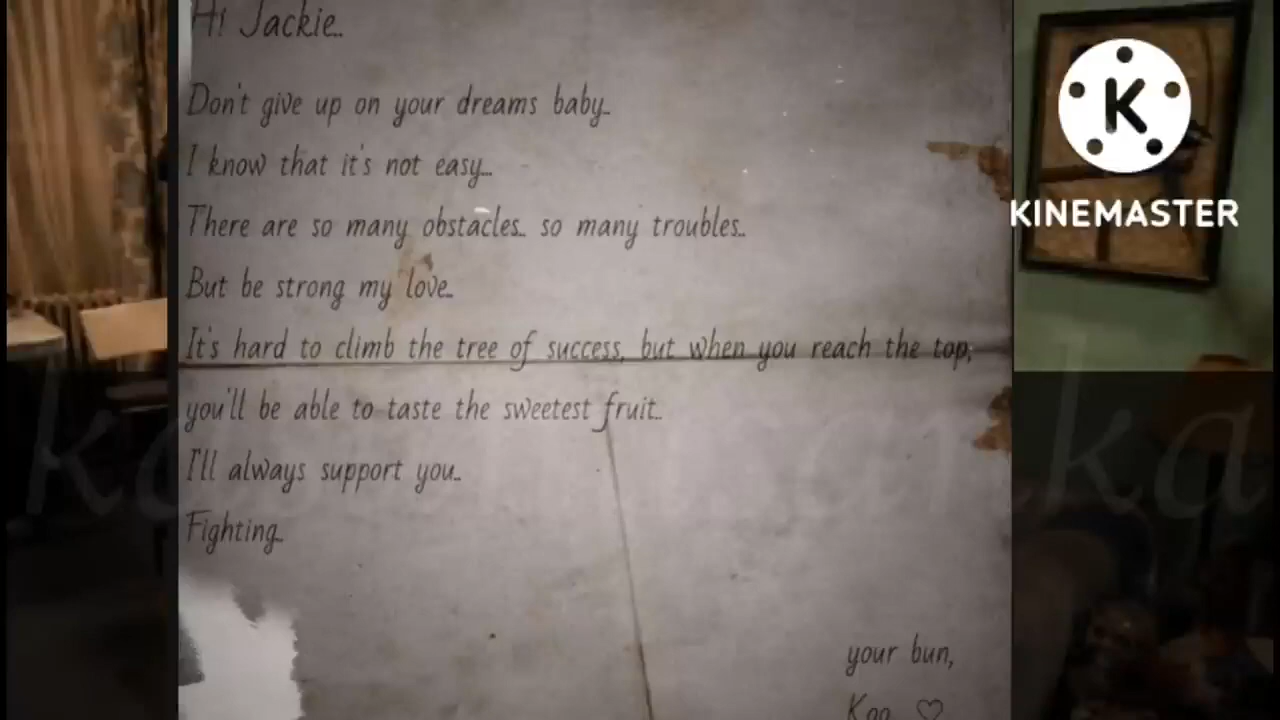 Hi Jackie..
Don't give up on your dreams baby..
I know that it's not easy...
There are so many obstacles.. so many troubles..
But be strong my love..
It's hard to climb the tree of success, but when you reach the top,
you'll be able to taste the sweetest fruit..
I'll always support you..
Fighting..
your bun,
Koo ♡
K
KINEMASTER